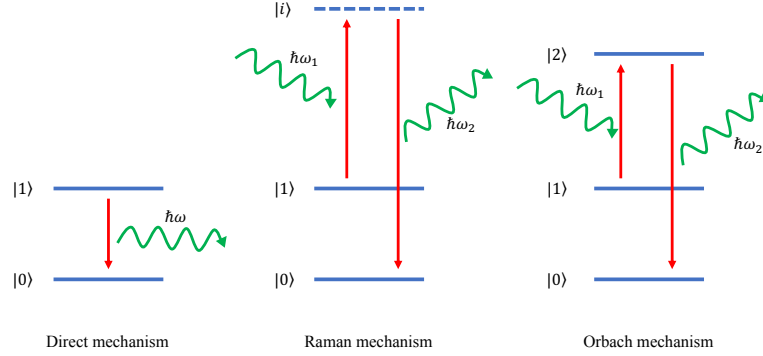 |i⟩
ħω₁
ħω₂
|1⟩
|0⟩
Raman mechanism
|2⟩
ħω₁
ħω₂
|1⟩
|0⟩
Orbach mechanism
|1⟩
ħω
|0⟩
Direct mechanism